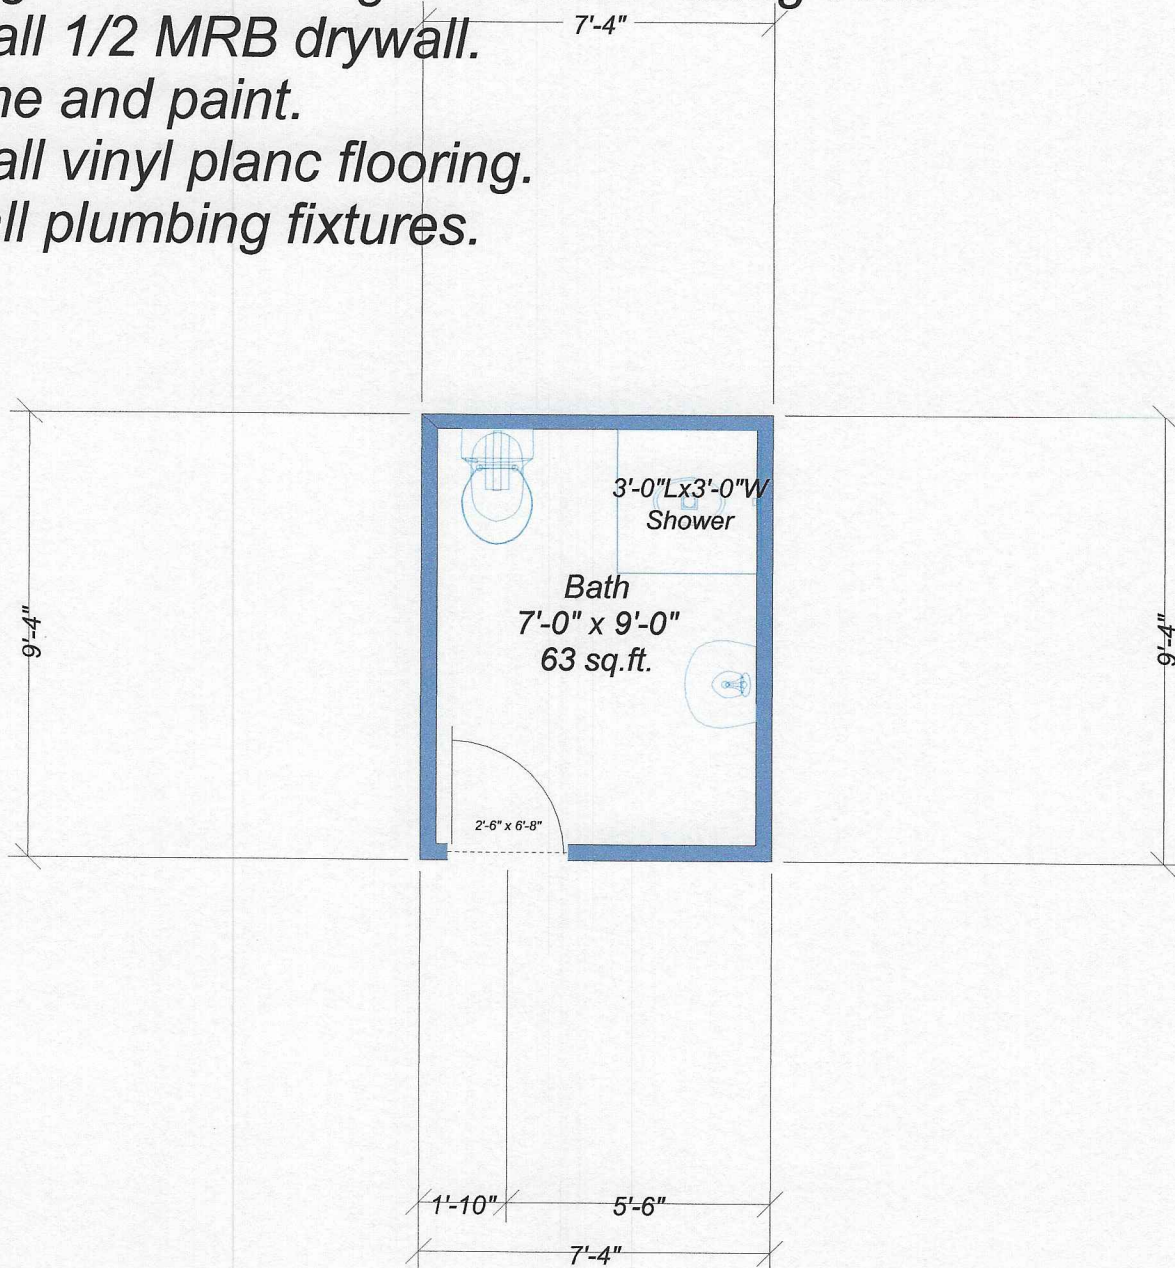 7'-4"
all 1/2 MRB drywall.
and paint.
all vinyl planc flooring.
plumbing fixtures.
9'-4"
3'-0"Lx3'-0"W
Shower
Bath
7'-0" x 9'-0"
63 sq.ft.
9'-4"
2'-6" x 6'-8"
1'-10"
5'-6"
7'-4"